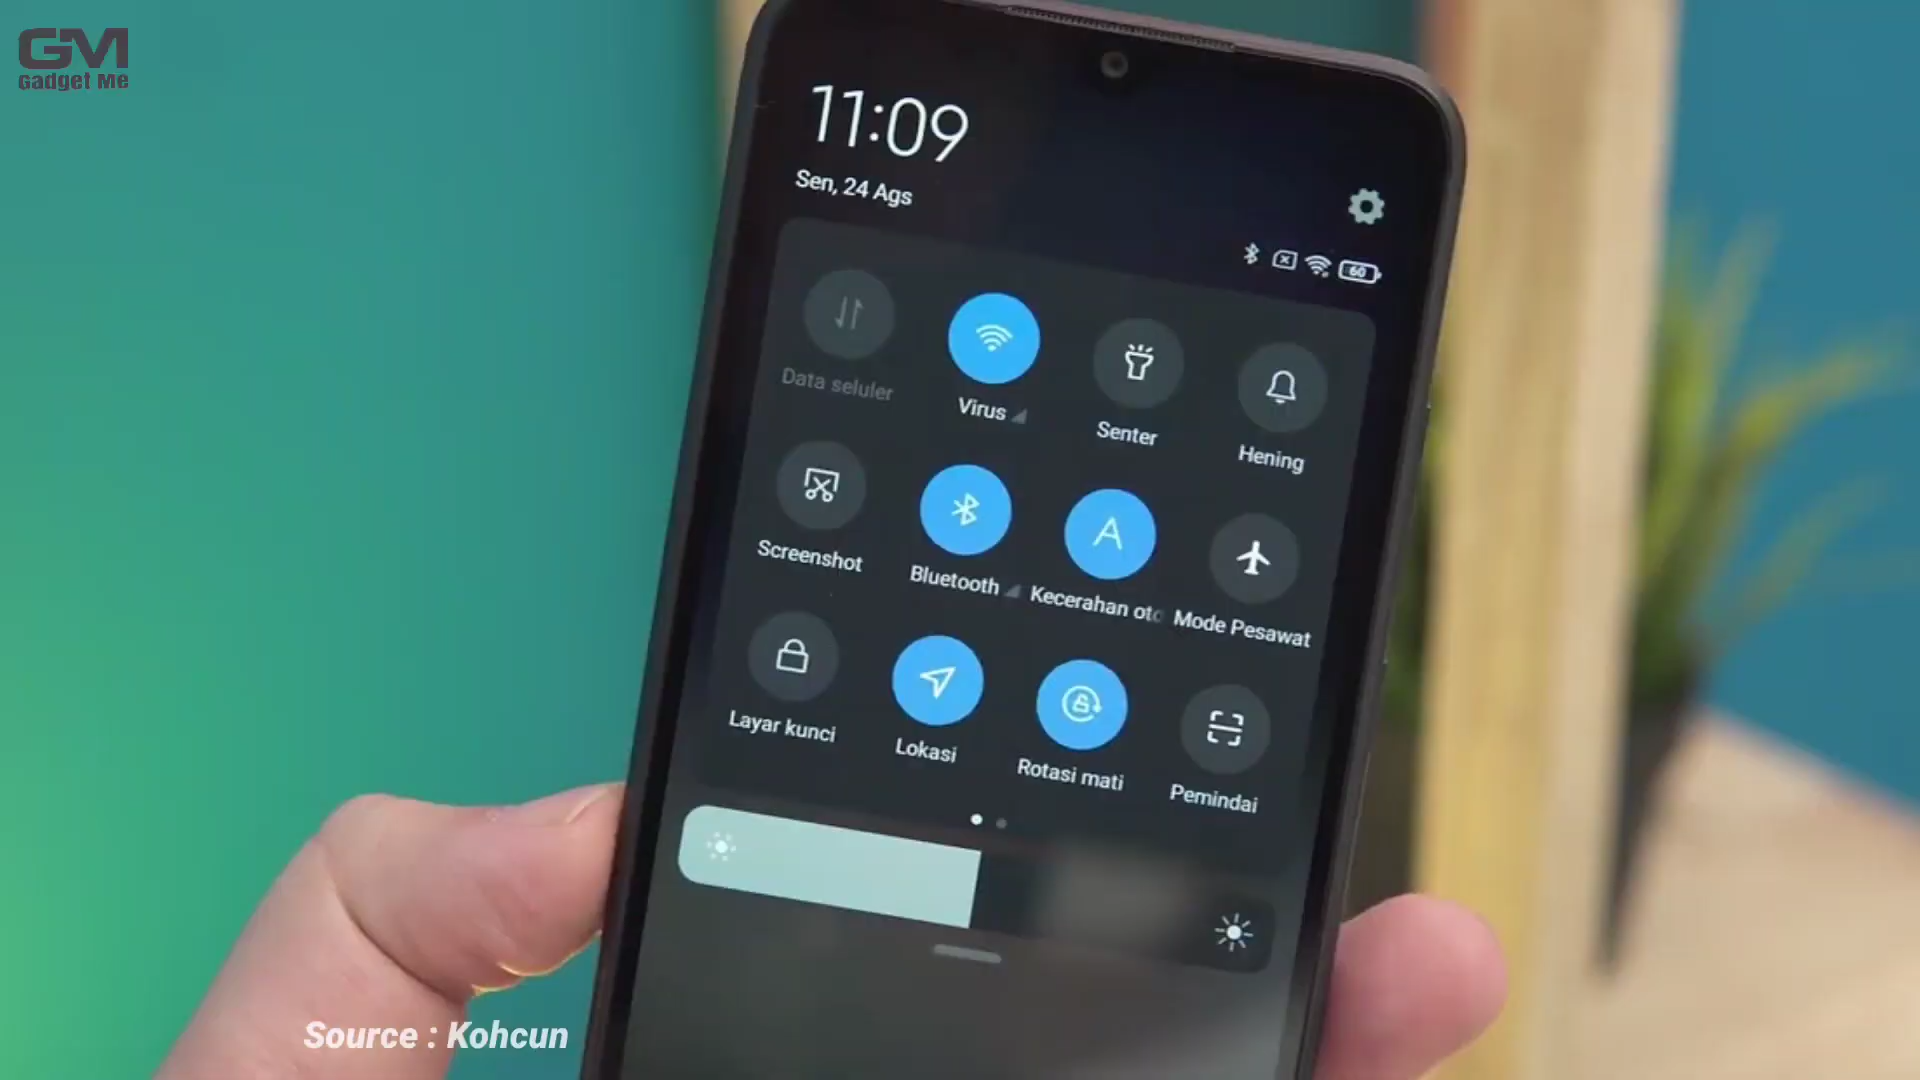 GM
Gadget Me
11:09
Sen, 24 Ags
60
Data seluler
Virus
Senter
Hening
Screenshot
Bluetooth
A
Kecerahan oto
Mode Pesawat
Layar kunci
Lokasi
Rotasi mati
Pemindai
Source : Kohcun